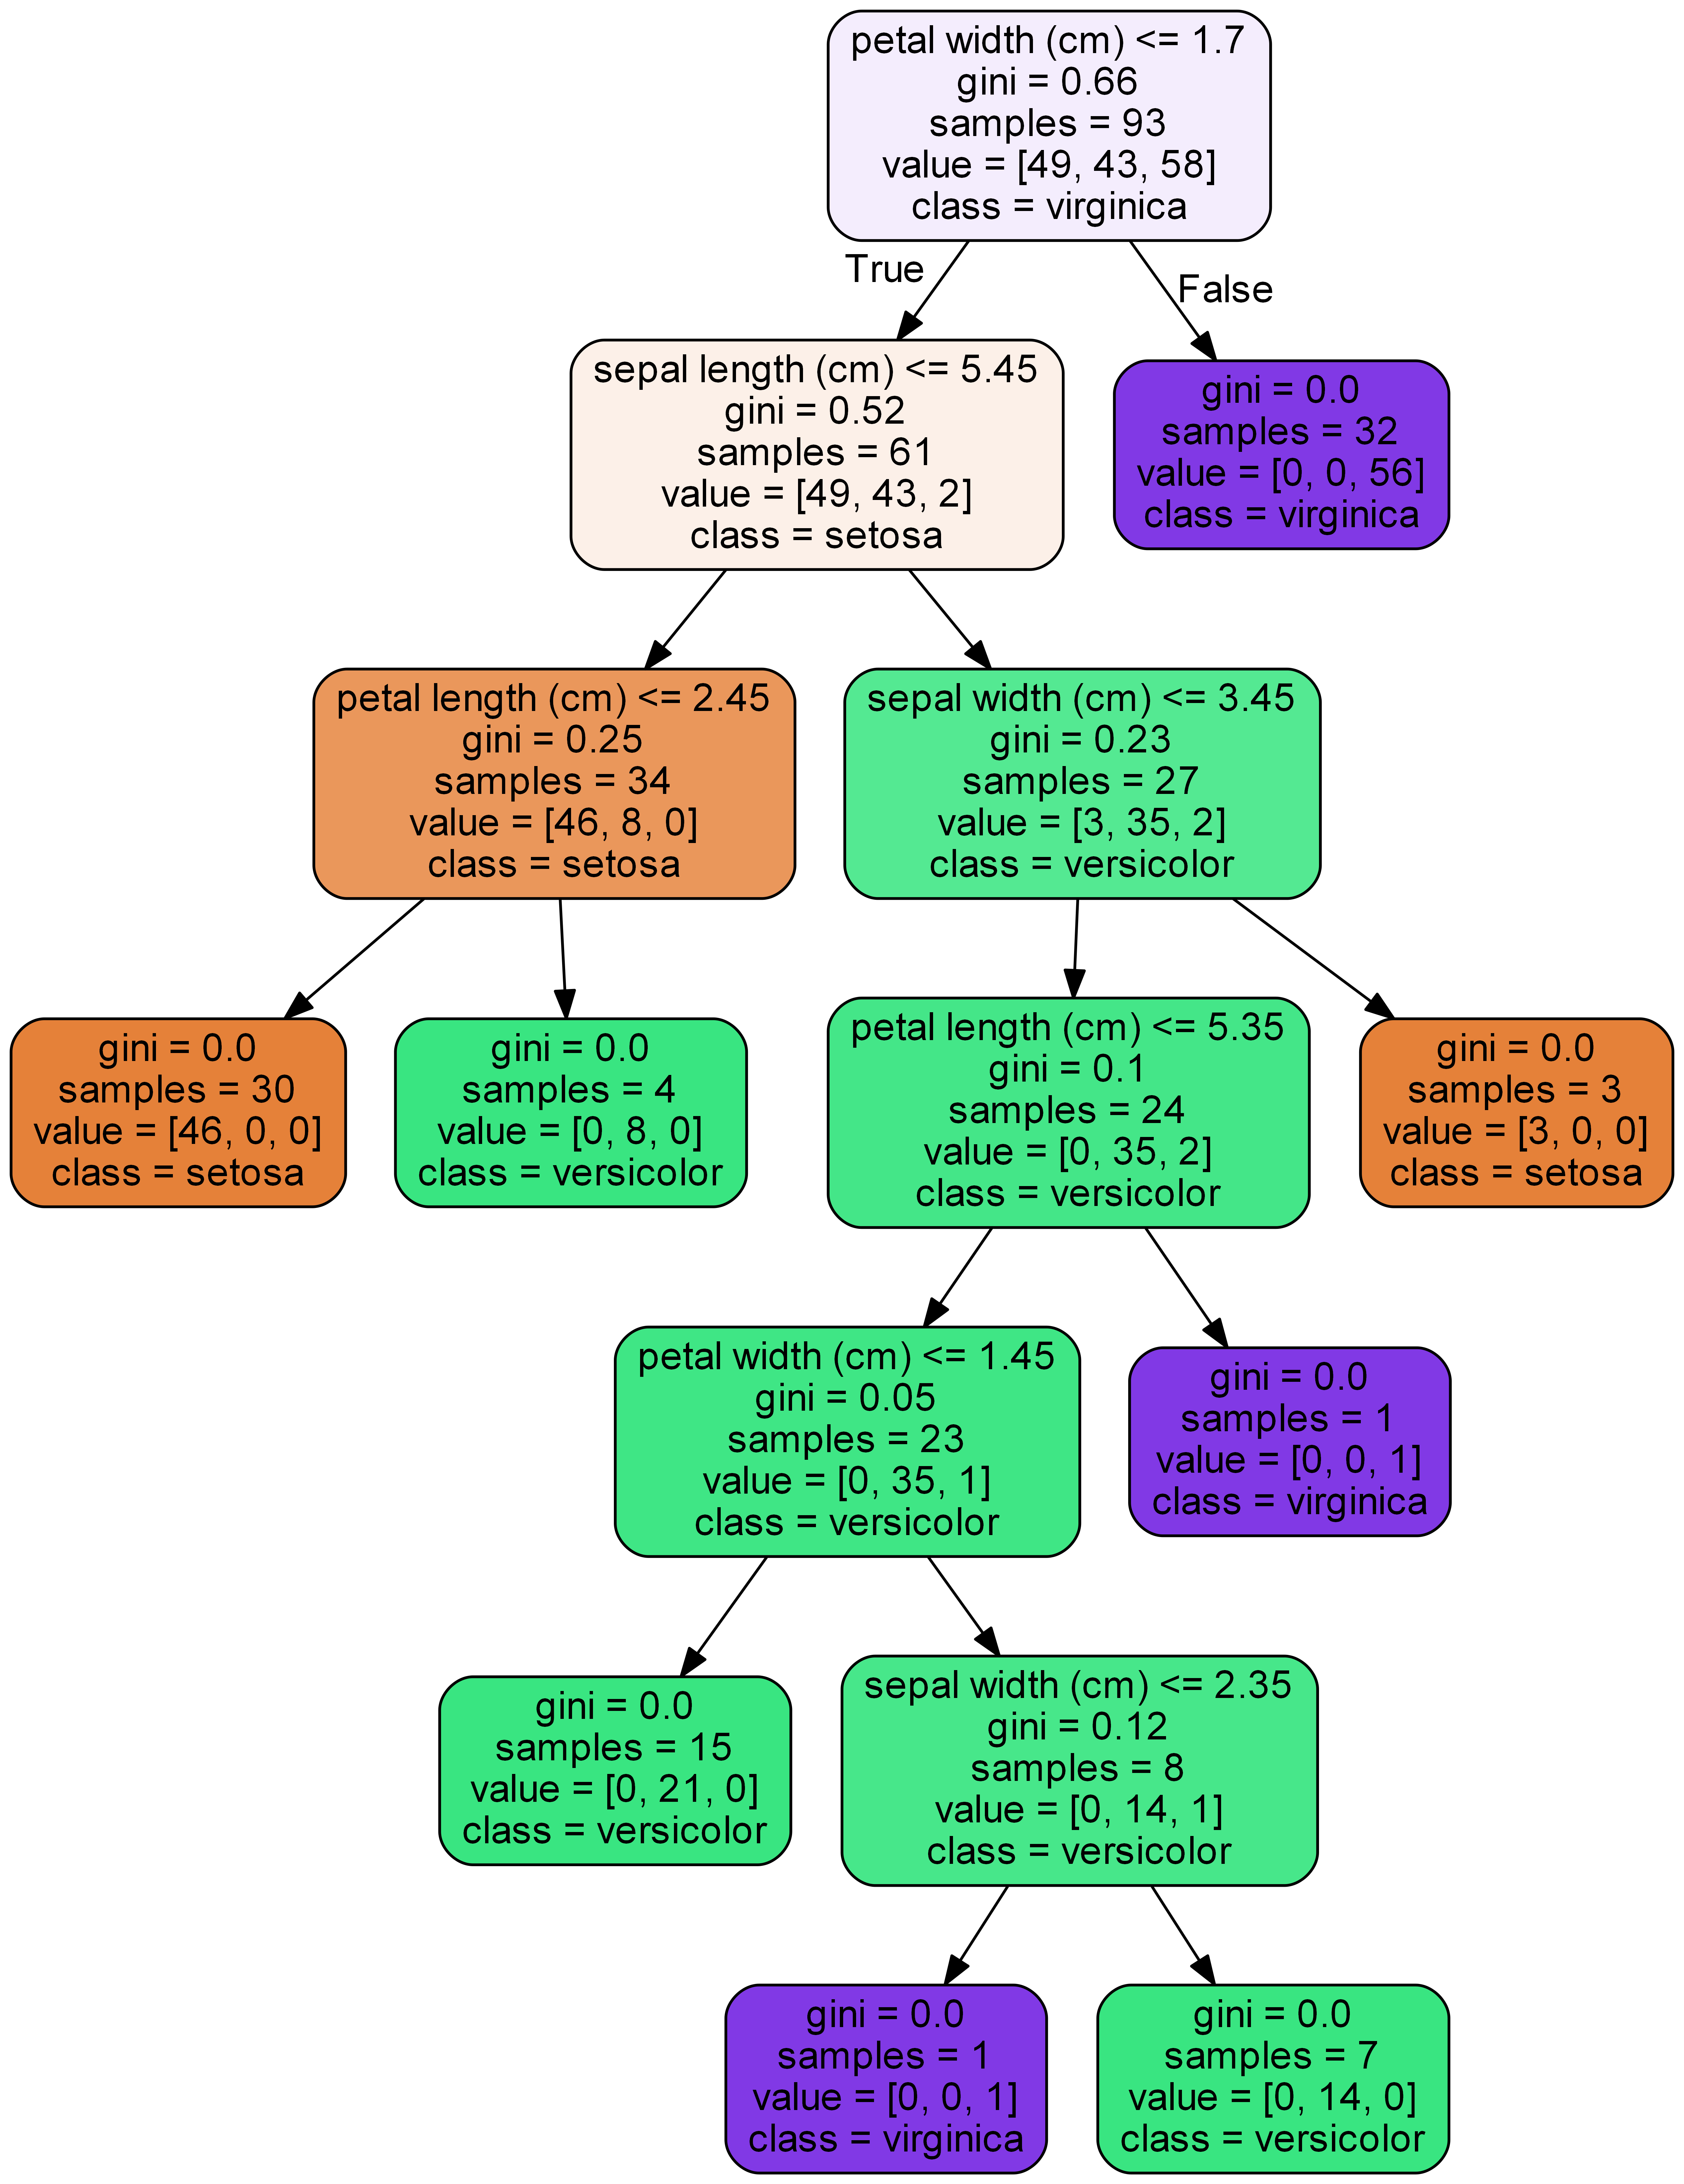 petal width (cm) <= 1.7
gini = 0.66
samples = 93
value = [49, 43, 58]
class = virginica
True
False
sepal length (cm) <= 5.45
gini = 0.52
samples = 61
value = [49, 43, 2]
class = setosa
gini = 0.0
samples = 32
value = [0, 0, 56]
class = virginica
petal length (cm) <= 2.45
gini = 0.25
samples = 34
value = [46, 8, 0]
class = setosa
sepal width (cm) <= 3.45
gini = 0.23
samples = 27
value = [3, 35, 2]
class = versicolor
gini = 0.0
samples = 30
value = [46, 0, 0]
class = setosa
gini = 0.0
samples = 4
value = [0, 8, 0]
class = versicolor
petal length (cm) <= 5.35
gini = 0.1
samples = 24
value = [0, 35, 2]
class = versicolor
gini = 0.0
samples = 3
value = [3, 0, 0]
class = setosa
petal width (cm) <= 1.45
gini = 0.05
samples = 23
value = [0, 35, 1]
class = versicolor
gini = 0.0
samples = 1
value = [0, 0, 1]
class = virginica
gini = 0.0
samples = 15
value = [0, 21, 0]
class = versicolor
sepal width (cm) <= 2.35
gini = 0.12
samples = 8
value = [0, 14, 1]
class = versicolor
gini = 0.0
samples = 1
value = [0, 0, 1]
class = virginica
gini = 0.0
samples = 7
value = [0, 14, 0]
class = versicolor